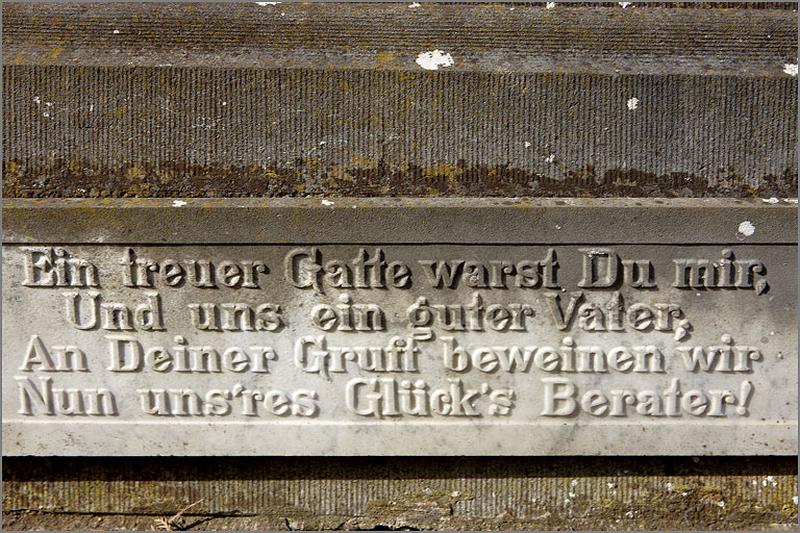 Ein treuer Gatte warst Du mir,
Und uns ein guter Vater,
An Deiner Gruft beweinen wir
Nun uns'res Glück's Berater!